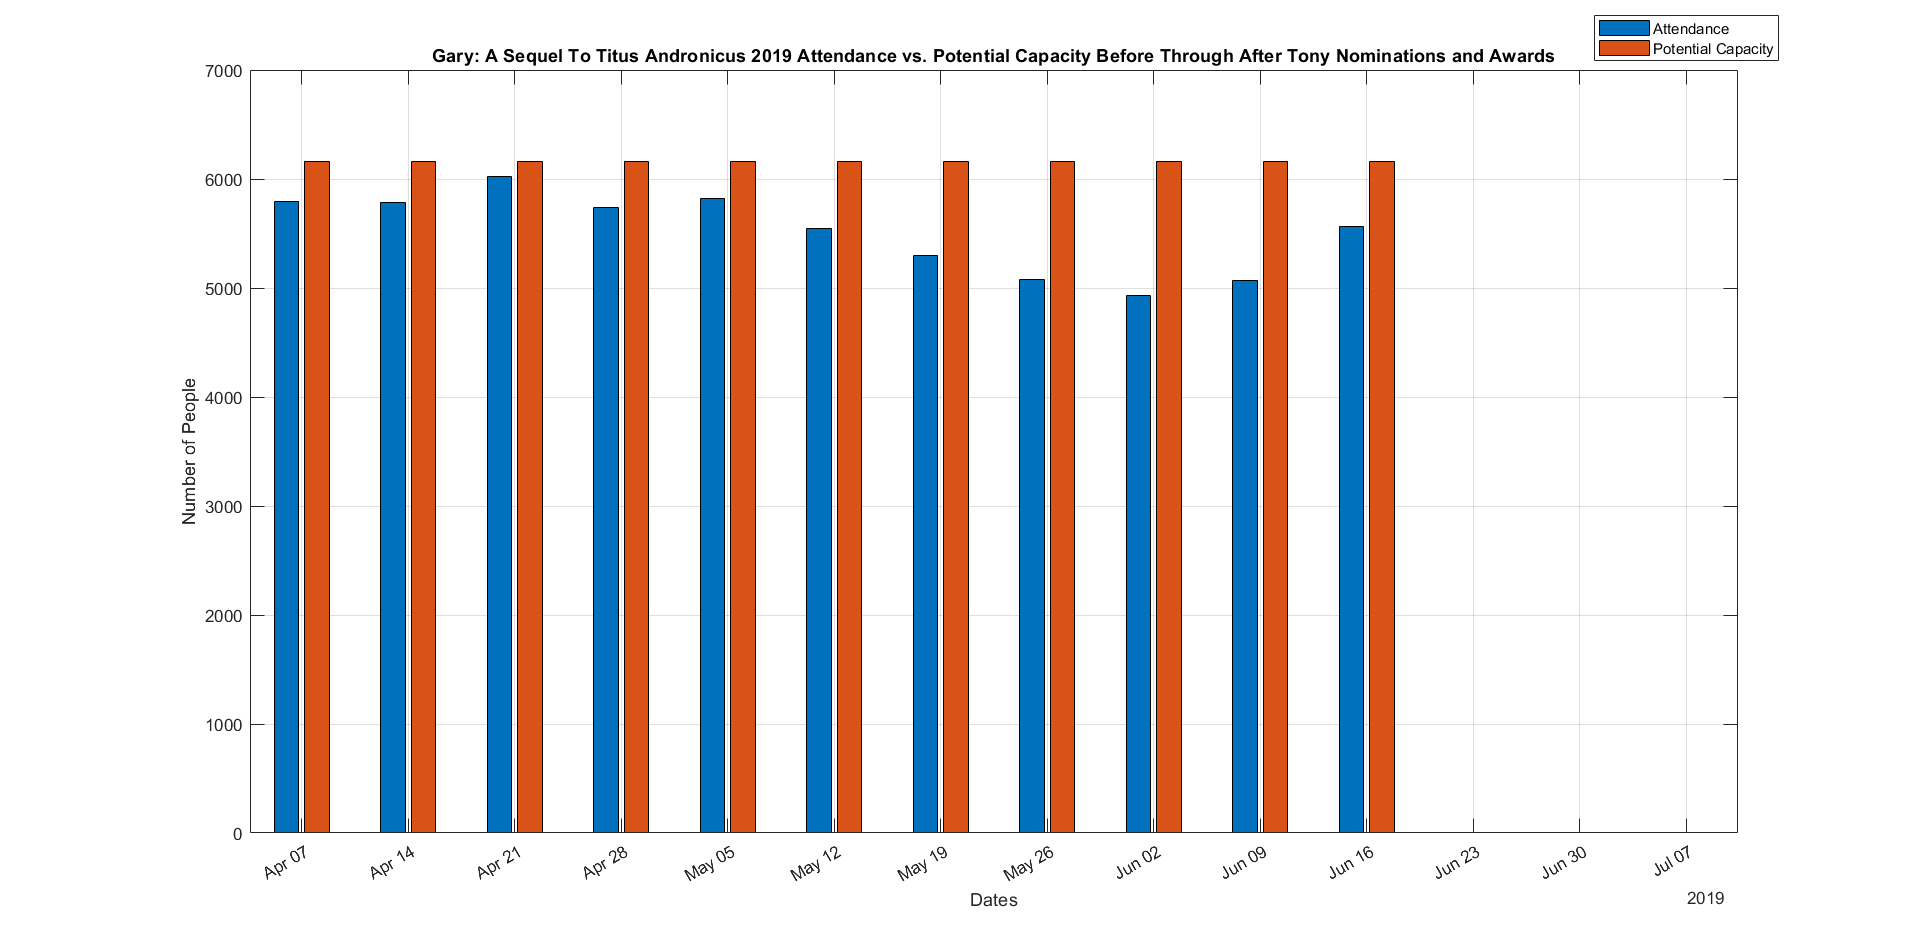 Attendance
Potential Capacity
Gary: A Sequel To Titus Andronicus 2019 Attendance vs. Potential Capacity Before Through After Tony Nominations and Awards
7000
6000
5000
4000
3000
2000
1000
0
Number of People
Apr 07
Apr 14
Apr 21
Apr 28
May 05
May 12
May 19
May 26
Jun 02
Jun 09
Jun 16
Jun 23
Jun 30
Jul 07
Dates
2019